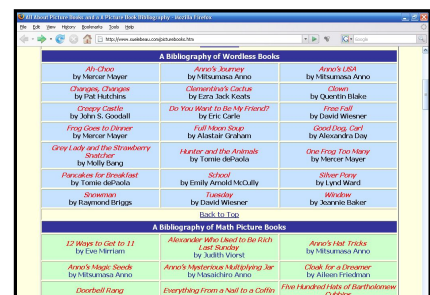 All About Picture Books and a K Picture Book Bibliography - Mozilla Firefox
File Edit View History Bookmarks Tools Help
A Bibliography of Wordless Books
Ah-Choo
by Mercer Mayer
Anno's Journey
by Mitsumasa Anno
Anno's USA
by Mitsumasa Anno
Changes, Changes
by Pat Hutchins
Clementina's Cactus
by Ezra Jack Keats
Clown
by Quentin Blake
Creepy Castle
by John S. Goodall
Do You Want to Be My Friend?
by Eric Carle
Free Fall
by David Wiesner
Frog Goes to Dinner
by Mercer Mayer
Full Moon Soup
by Alastair Graham
Good Dog, Carl
by Alexandra Day
Grey Lady and the Strawberry
Snatcher
by Molly Bang
Hunter and the Animals
by Tomie dePaola
One Frog Too Many
by Mercer Mayer
Pancakes for Breakfast
by Tomie dePaola
School
by Emily Arnold McCully
Silver Pony
by Lynd Ward
Snowman
by Raymond Briggs
Tuesday
by David Wiesner
Window
by Jeannie Baker
Back to Top
A Bibliography of Math Picture Books
12 Ways to Get to 11
by Eve Mirriam
Alexander Who Used to Be Rich
Last Sunday
by Judith Viorst
Anno's Hat Tricks
by Mitsumasa Anno
Anno's Magic Seeds
by Mitsumasa Anno
Anno's Mysterious Multiplying Jar
by Masaichiro Anno
Cloak for a Dreamer
by Aileen Friedman
Doorbell Rang
Everything From a Nail to a Coffin
Five Hundred Hats of Bartholomew